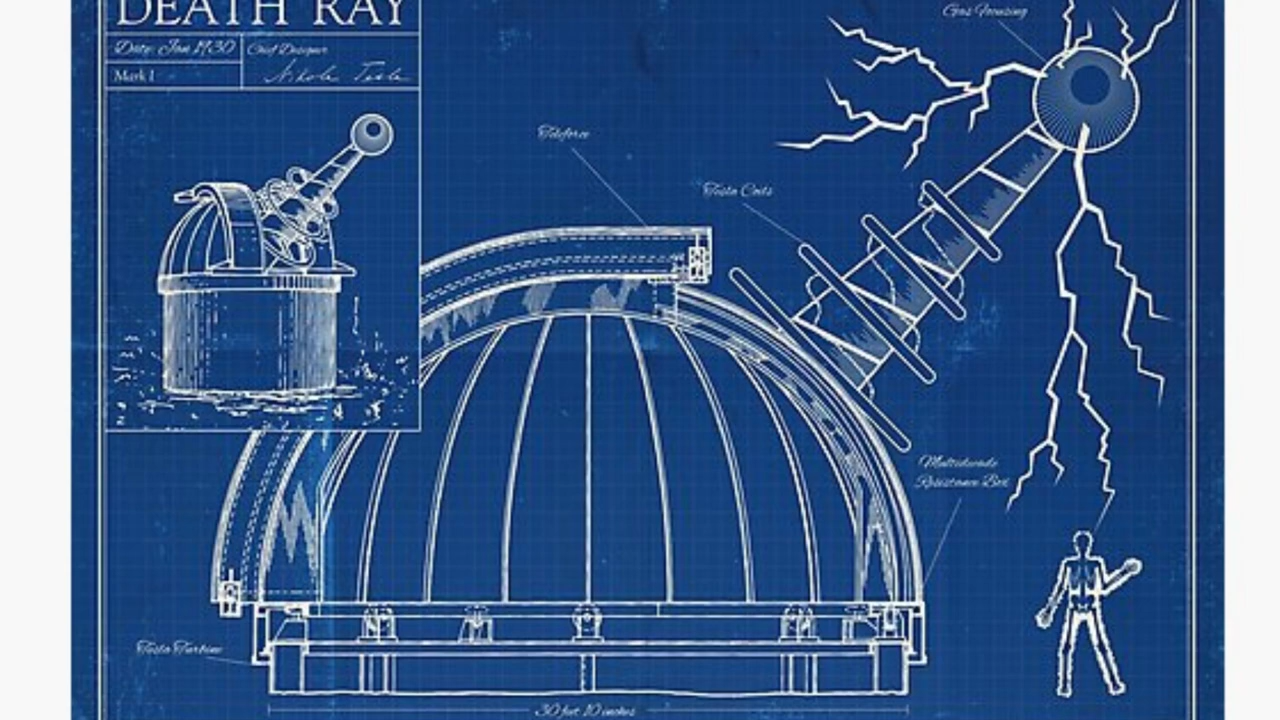 DEATH RAY
Date: Jan 1930
Chief Designer
Mark I
Nikola Tesla
Gas Focusing
Teleforce
Tesla Coils
Multidecade
Resistance Box
Tesla Turbine
30 feet 10 inches